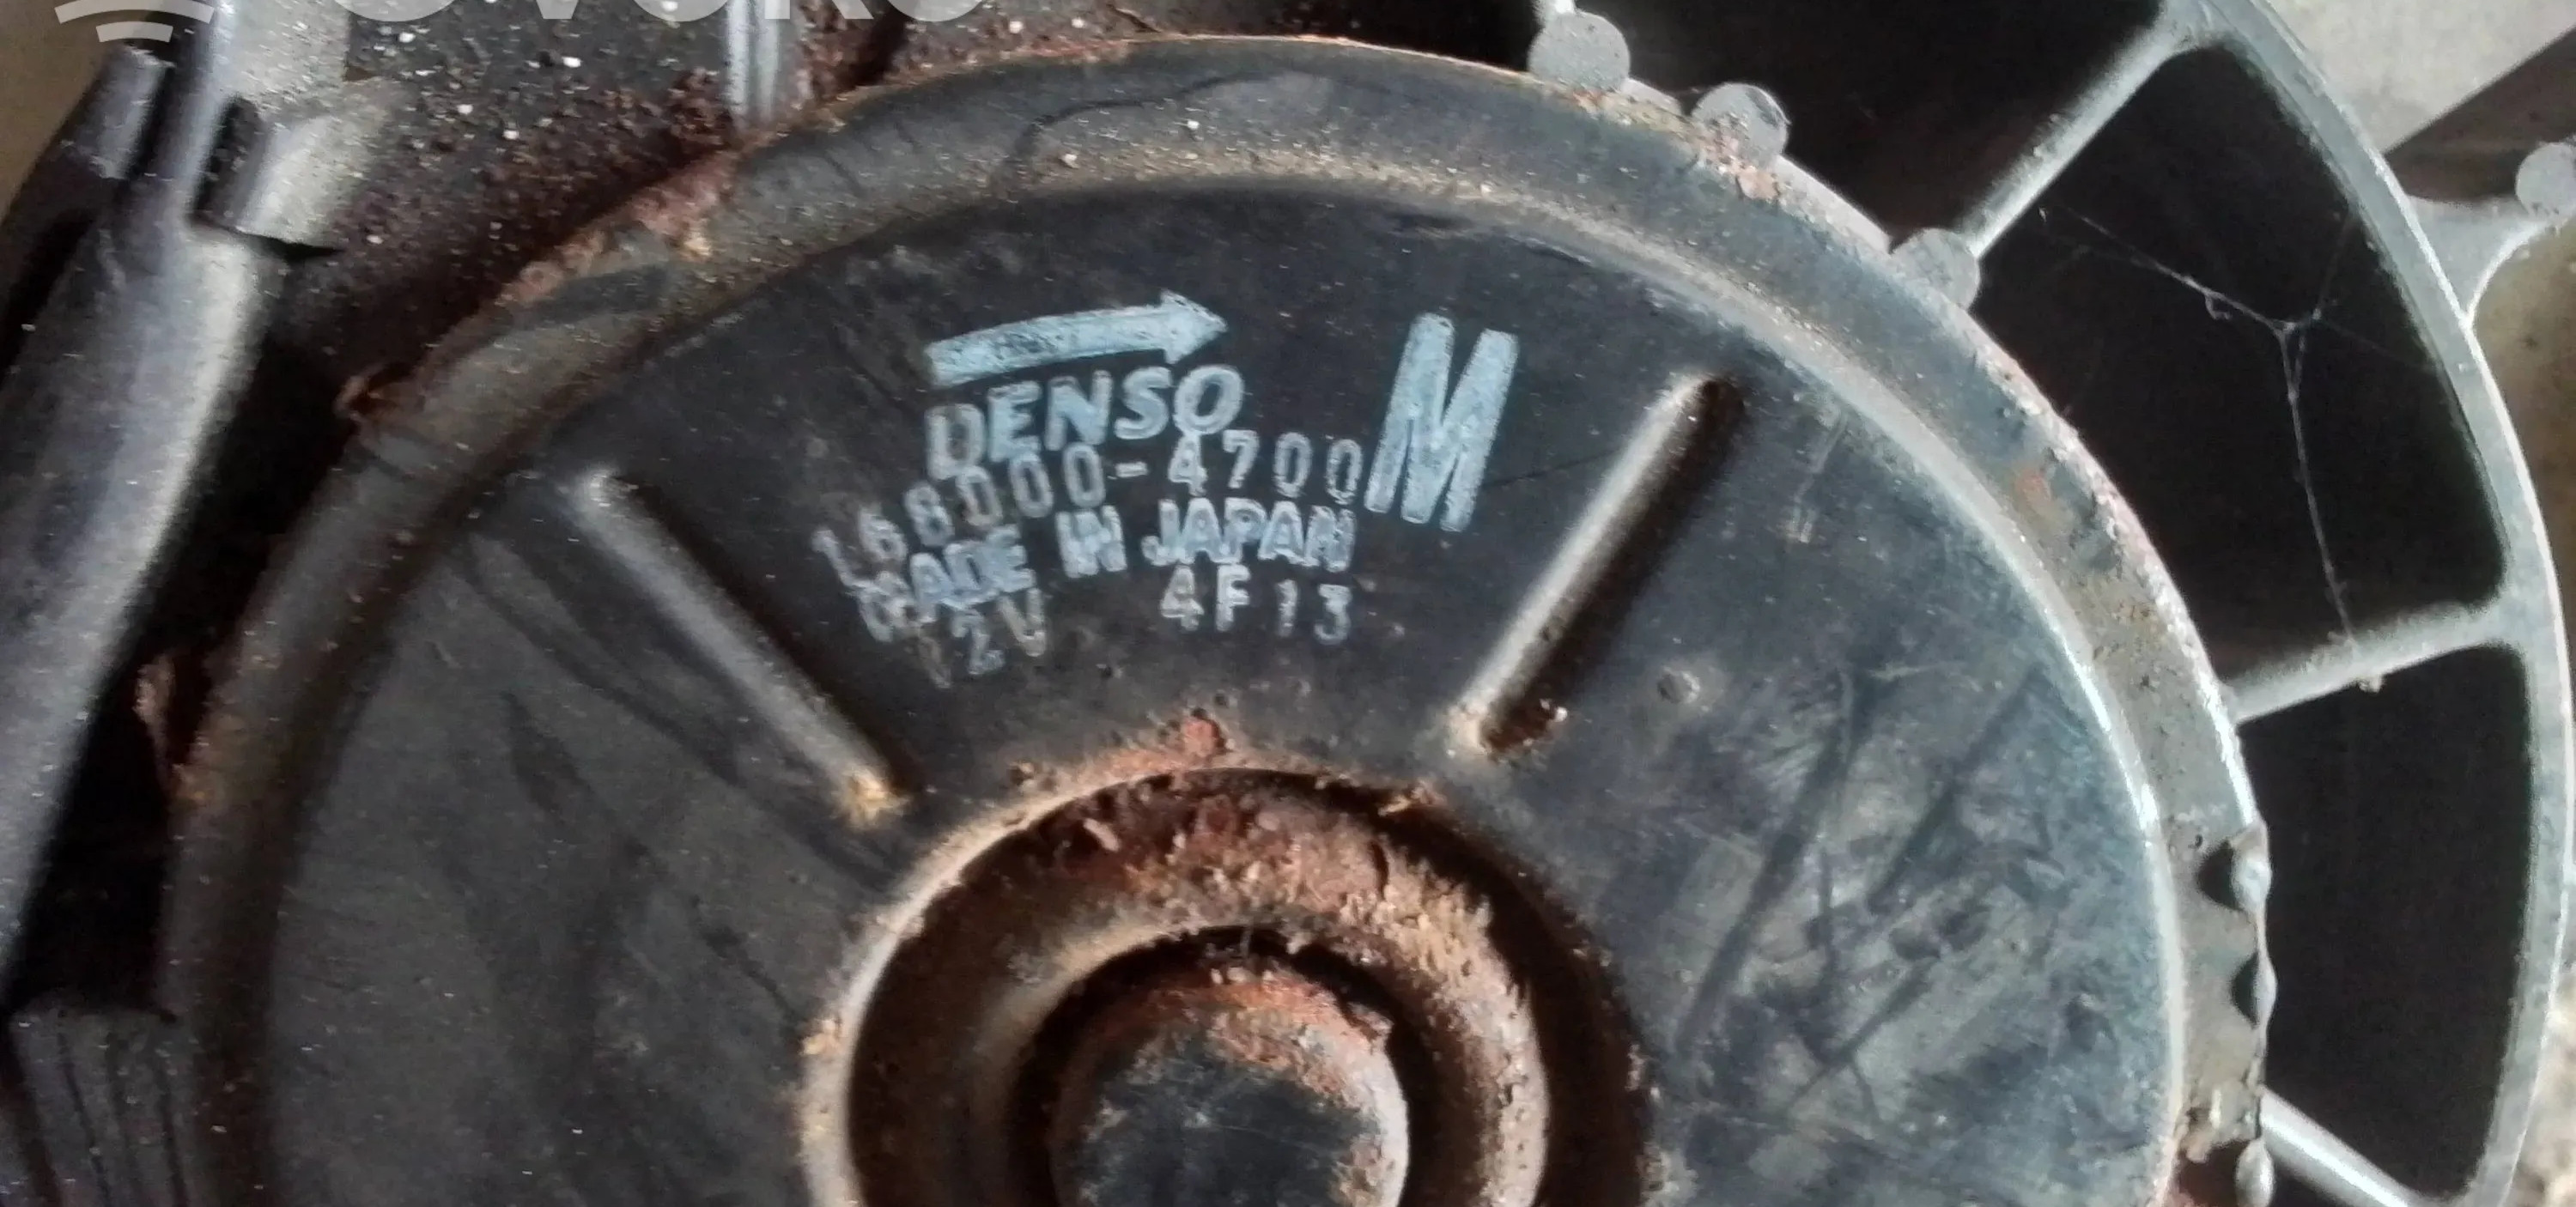 DENSO
M
168000-4700
MADE IN JAPAN
12V 4F13